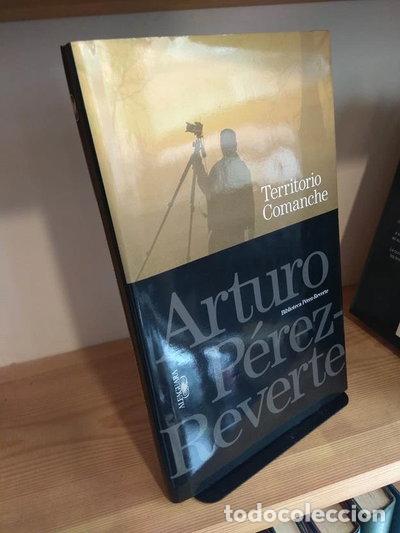 Territorio
Comanche
Arturo
Biblioteca Pérez-Reverte
Pérez-
Reverte
ALFAGUARA
todocoleccion